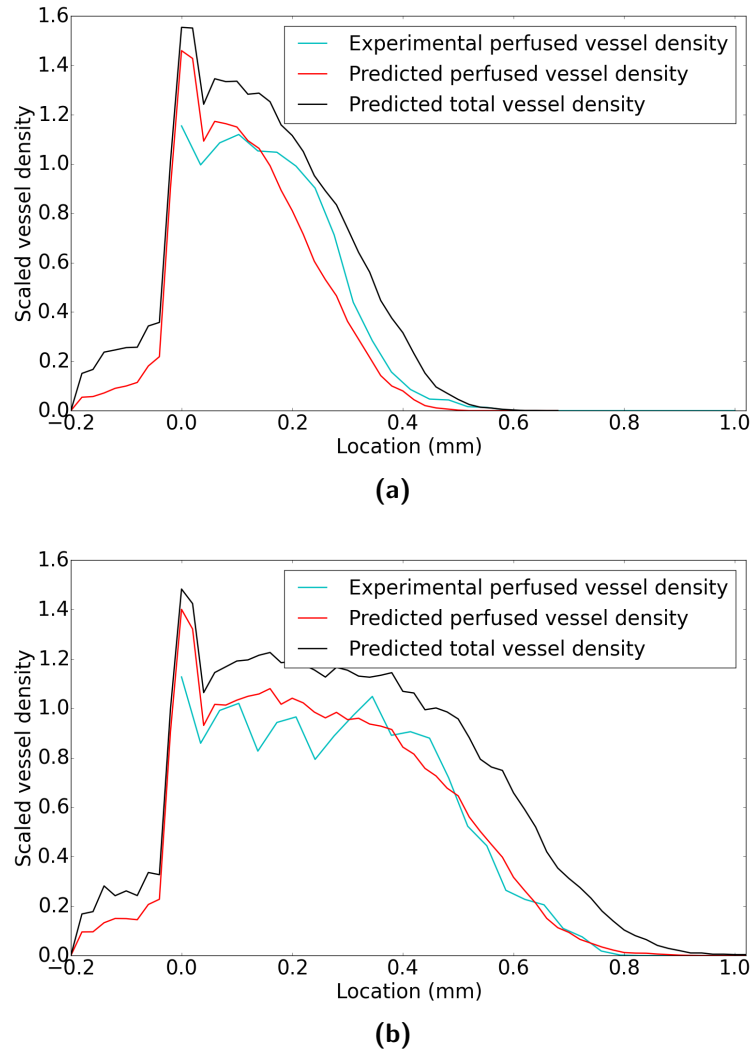 1.6
1.4
1.2
1.0
0.8
0.6
0.4
0.2
0.0
Scaled vessel density
Experimental perfused vessel density
Predicted perfused vessel density
Predicted total vessel density
−0.2 0.0 0.2 0.4 0.6 0.8 1.0
Location (mm)
(a)
1.6
1.4
1.2
1.0
0.8
0.6
0.4
0.2
0.0
Scaled vessel density
Experimental perfused vessel density
Predicted perfused vessel density
Predicted total vessel density
−0.2 0.0 0.2 0.4 0.6 0.8 1.0
Location (mm)
(b)